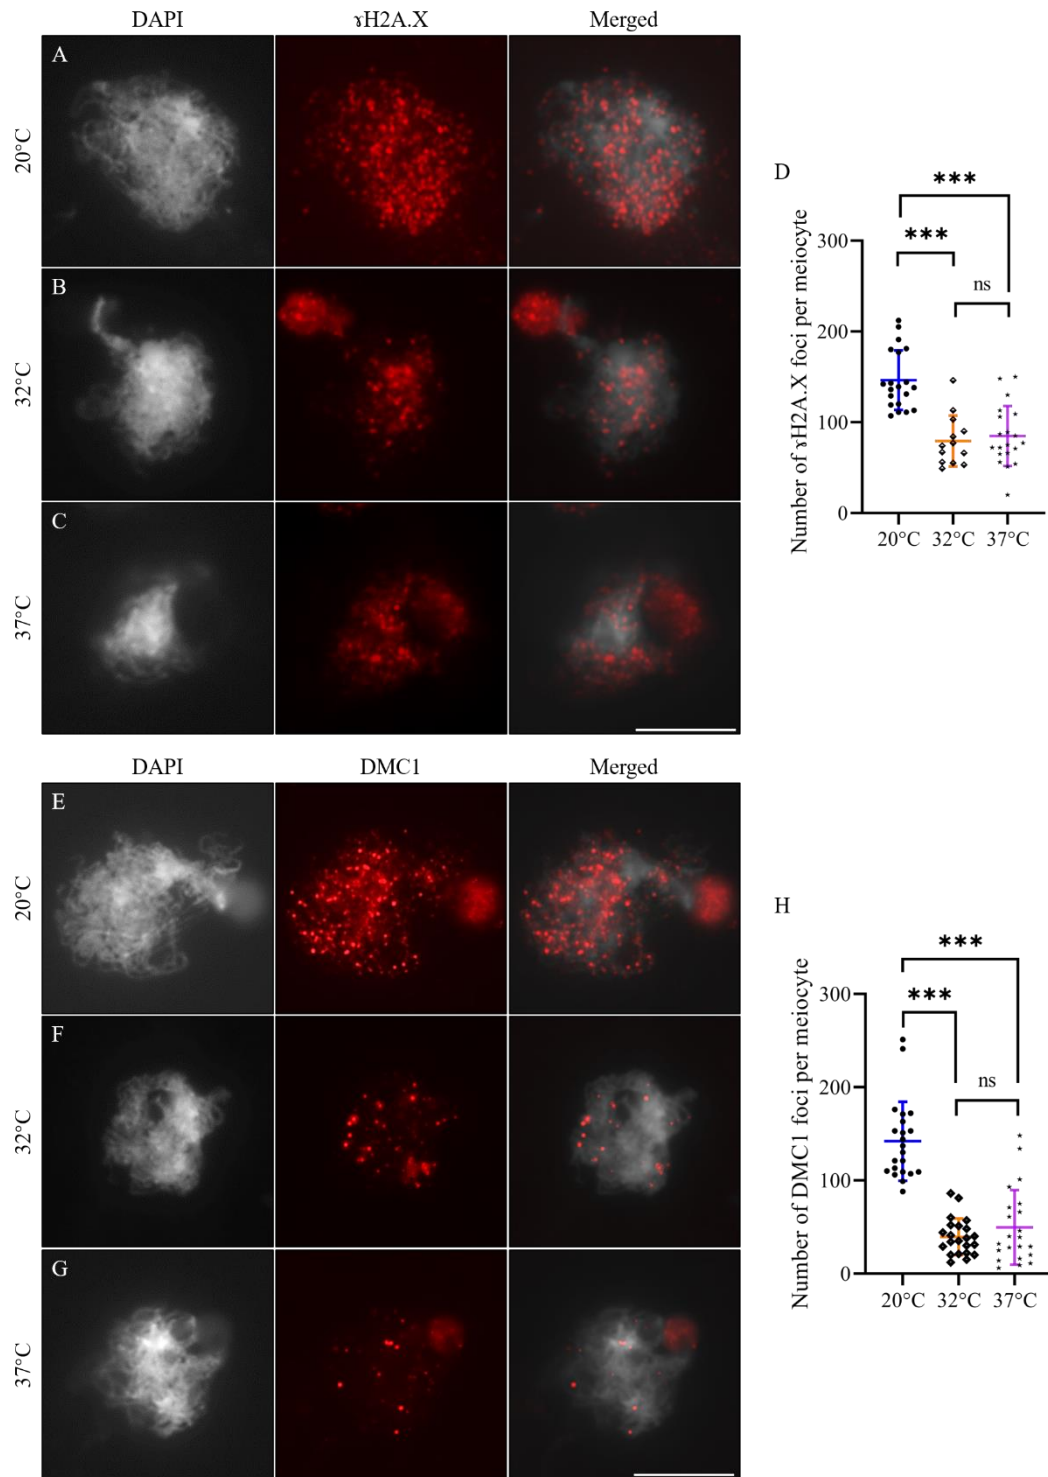 DAPI ɤH2A.X Merged
A
20°C
B
32°C
C
37°C
D
***
***
ns
Number of ɤH2A.X foci per meiocyte
300
200
100
0
20°C 32°C 37°C
DAPI DMC1 Merged
E
20°C
F
32°C
G
37°C
H
***
***
ns
Number of DMC1 foci per meiocyte
300
200
100
0
20°C 32°C 37°C